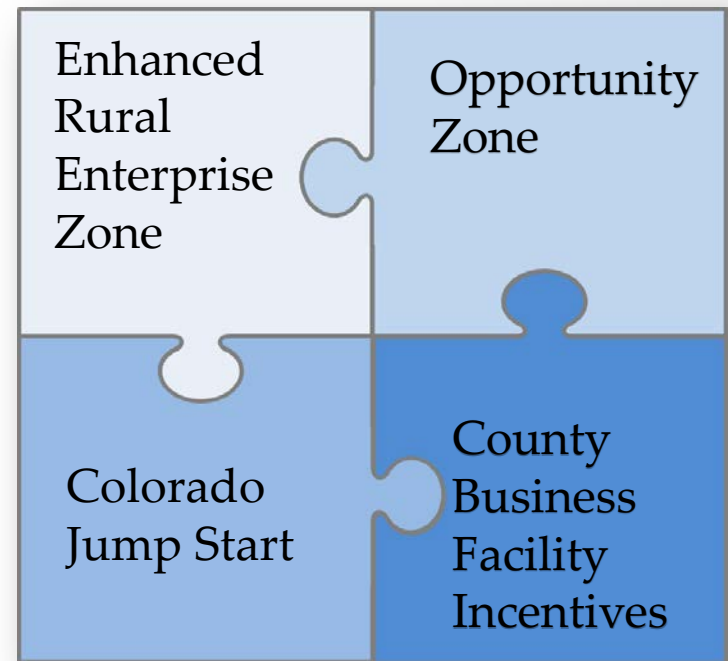 Enhanced
Rural
Enterprise
Zone
Opportunity
Zone
Colorado
Jump Start
County
Business
Facility
Incentives